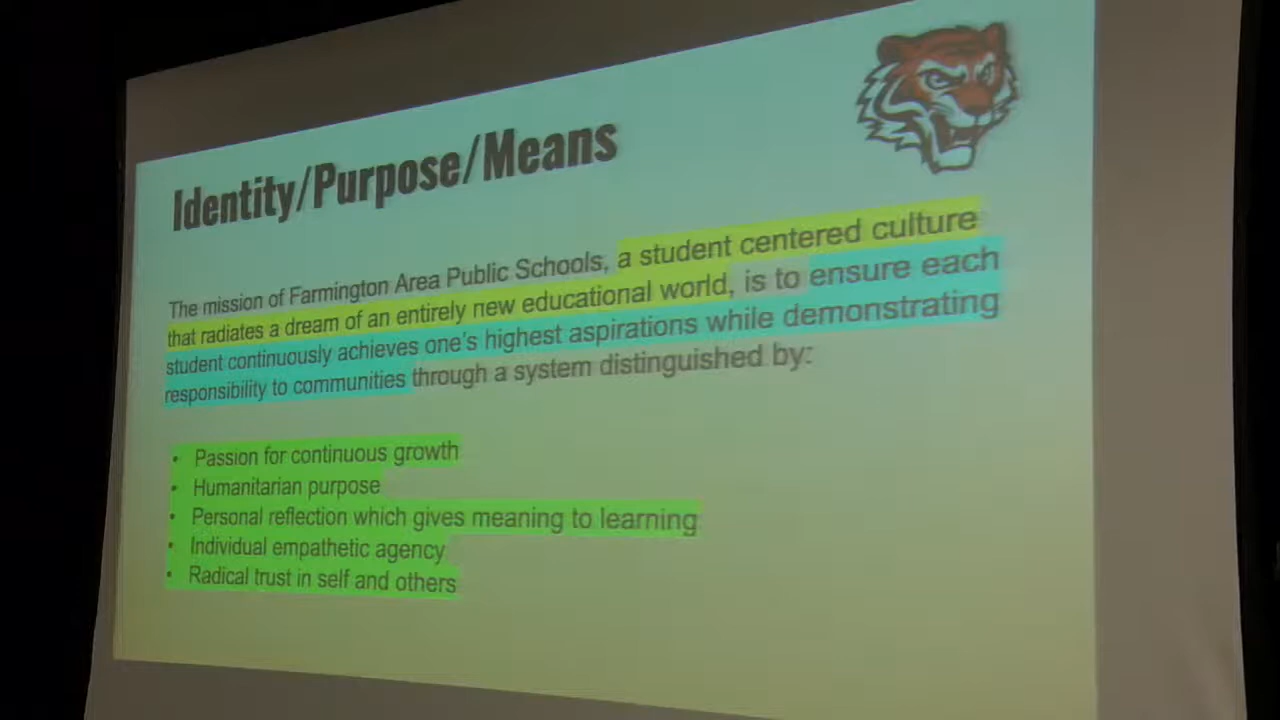 Identity/Purpose/Means
The mission of Farmington Area Public Schools, a student centered culture
that radiates a dream of an entirely new educational world, is to ensure each
student continuously achieves one's highest aspirations while demonstrating
responsibility to communities through a system distinguished by:
• Passion for continuous growth
• Humanitarian purpose
• Personal reflection which gives meaning to learning
• Individual empathetic agency
• Radical trust in self and others